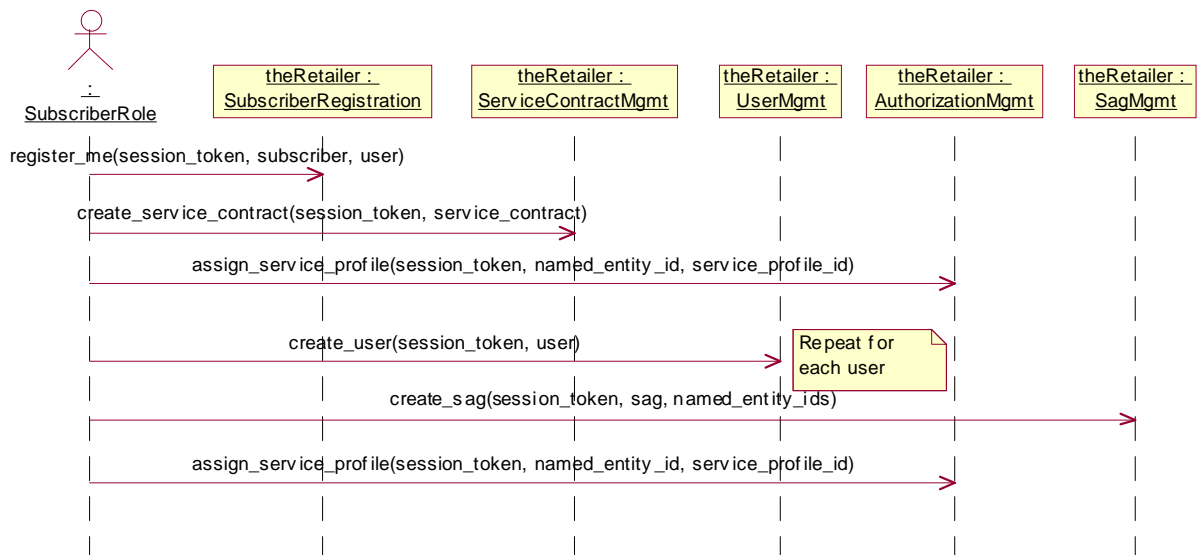 :
SubscriberRole
theRetailer :
SubscriberRegistration
theRetailer :
ServiceContractMgmt
theRetailer :
UserMgmt
theRetailer :
AuthorizationMgmt
theRetailer :
SagMgmt
register_me(session_token, subscriber, user)
create_service_contract(session_token, service_contract)
assign_service_profile(session_token, named_entity_id, service_profile_id)
create_user(session_token, user)
Repeat for
each user
create_sag(session_token, sag, named_entity_ids)
assign_service_profile(session_token, named_entity_id, service_profile_id)